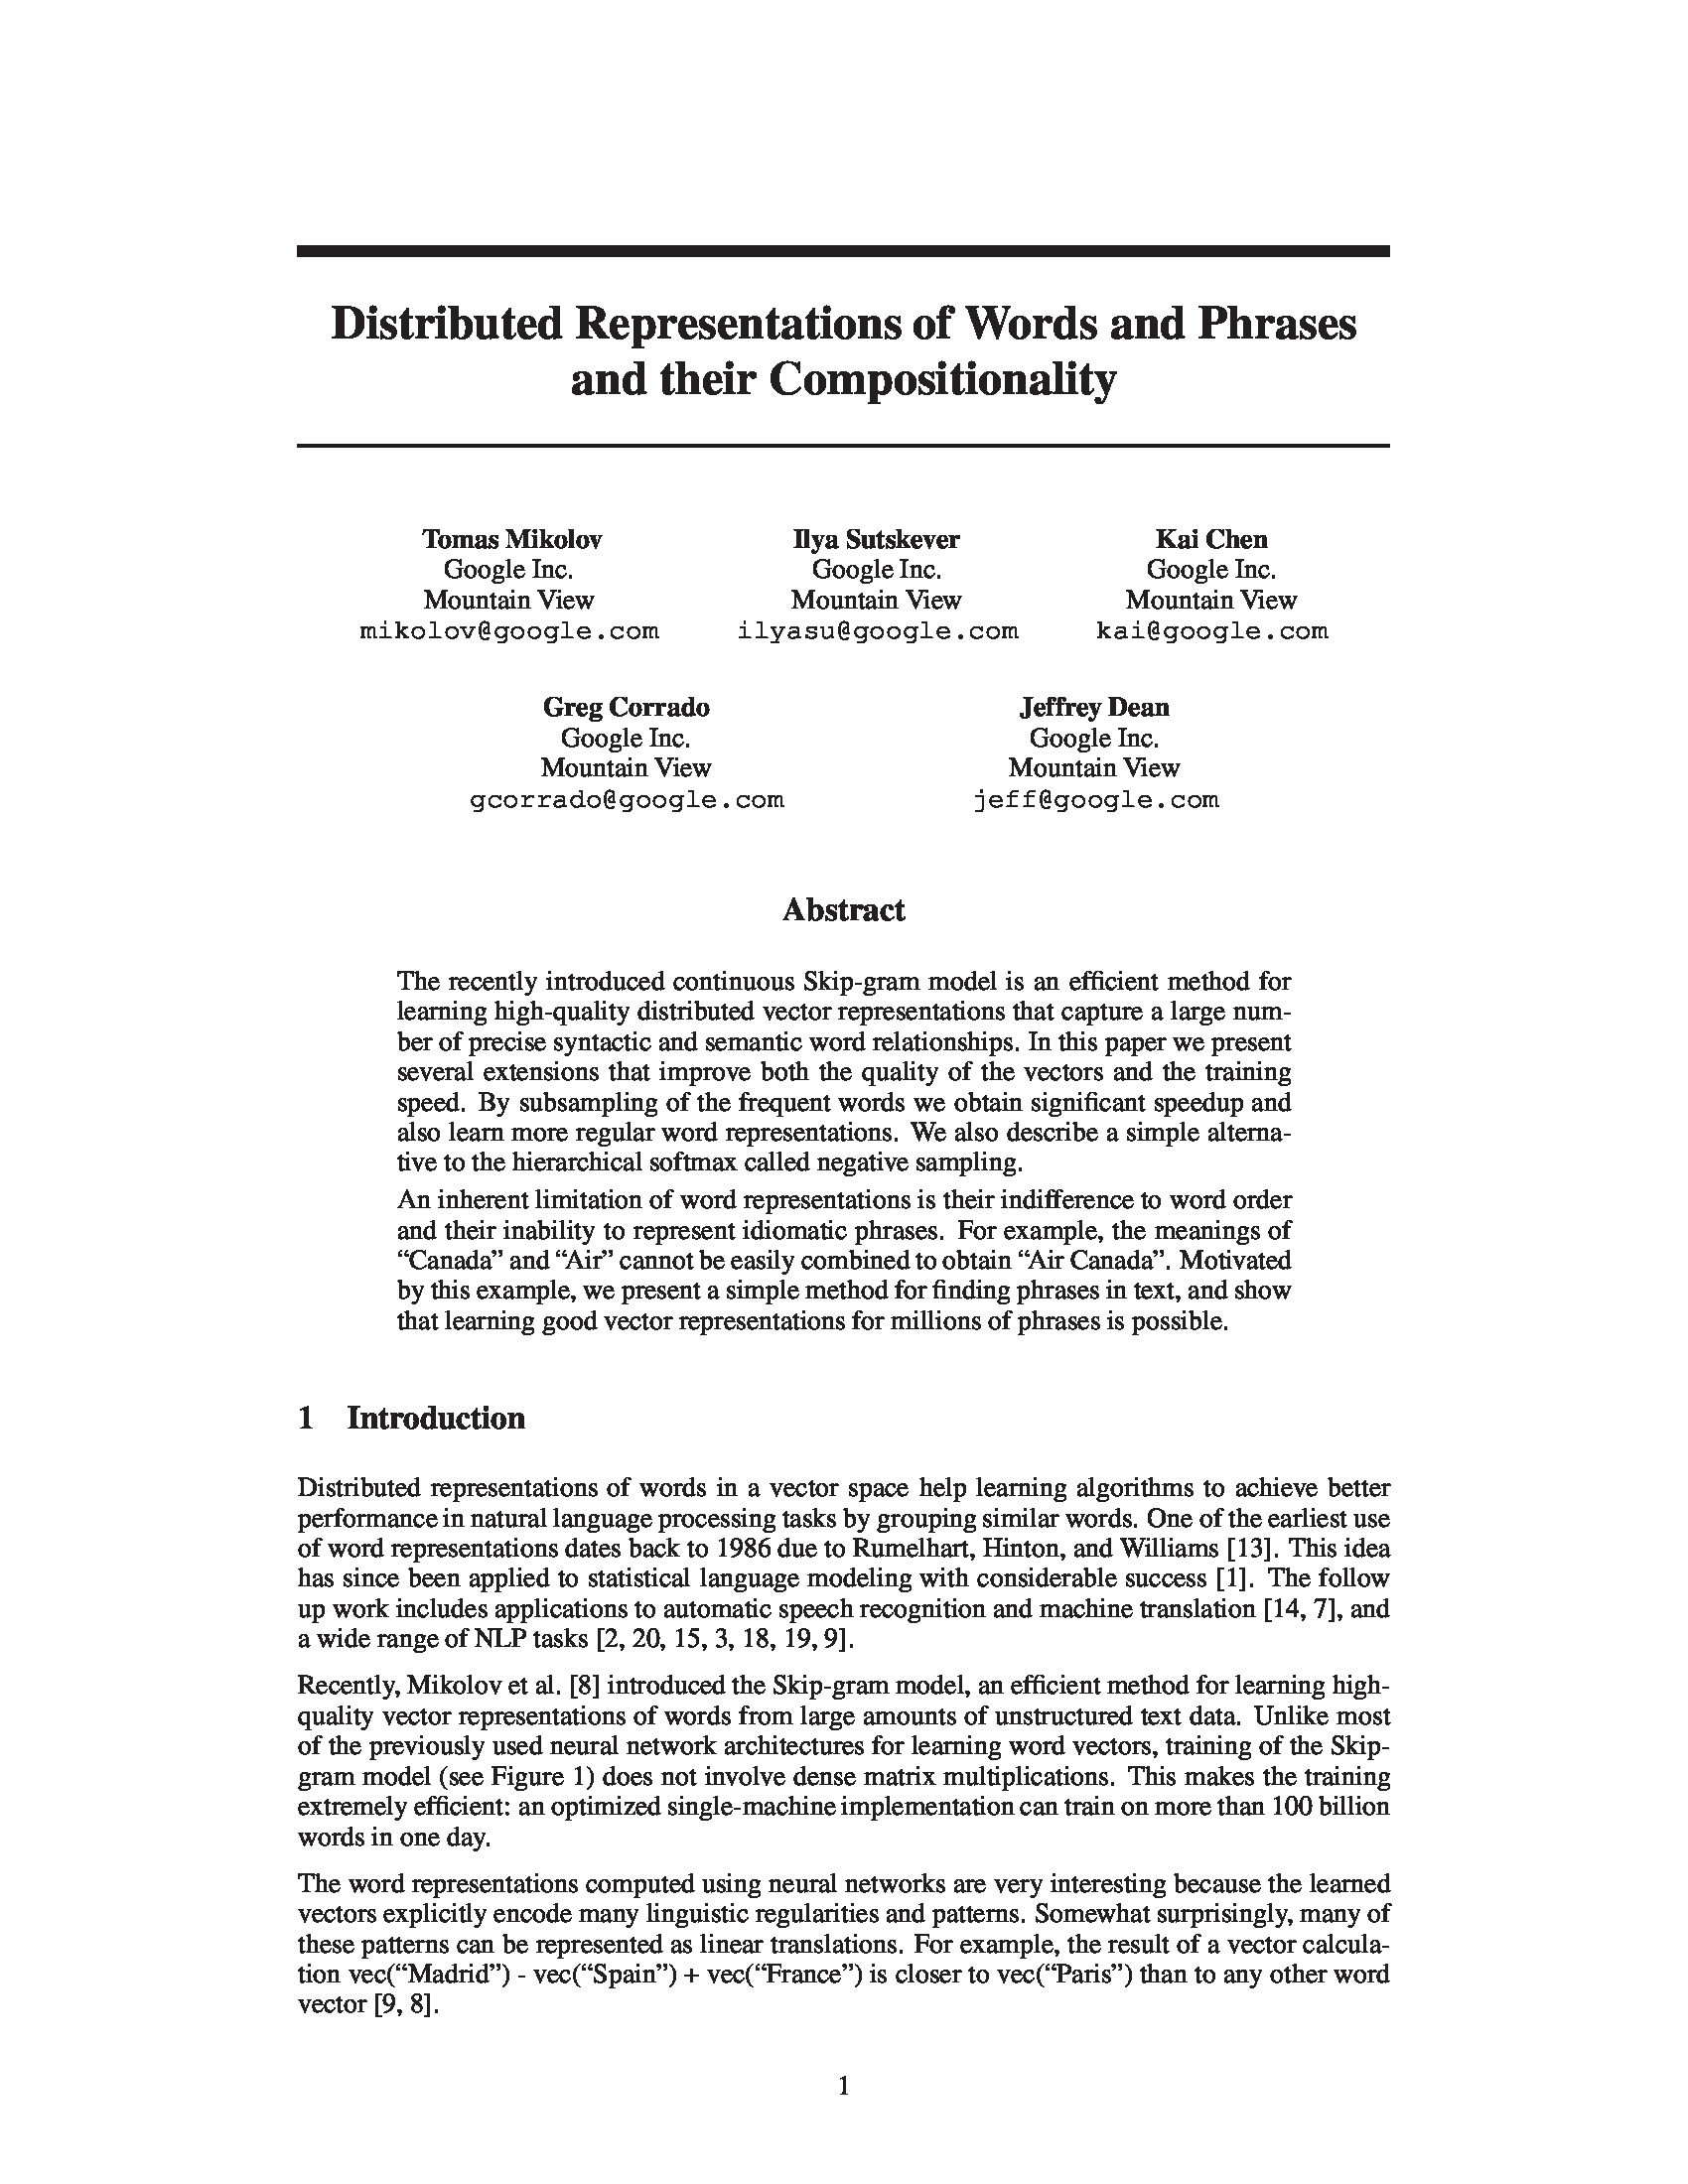 Distributed Representations of Words and Phrases
and their Compositionality
Tomas Mikolov
Google Inc.
Mountain View
mikolov@google.com
Ilya Sutskever
Google Inc.
Mountain View
ilyasu@google.com
Kai Chen
Google Inc.
Mountain View
kai@google.com
Greg Corrado
Google Inc.
Mountain View
gcorrado@google.com
Jeffrey Dean
Google Inc.
Mountain View
jeff@google.com
Abstract
The recently introduced continuous Skip-gram model is an efficient method for
learning high-quality distributed vector representations that capture a large num-
ber of precise syntactic and semantic word relationships. In this paper we present
several extensions that improve both the quality of the vectors and the training
speed. By subsampling of the frequent words we obtain significant speedup and
also learn more regular word representations. We also describe a simple alterna-
tive to the hierarchical softmax called negative sampling.
An inherent limitation of word representations is their indifference to word order
and their inability to represent idiomatic phrases. For example, the meanings of
“Canada” and “Air” cannot be easily combined to obtain “Air Canada”. Motivated
by this example, we present a simple method for finding phrases in text, and show
that learning good vector representations for millions of phrases is possible.
1 Introduction
Distributed representations of words in a vector space help learning algorithms to achieve better
performance in natural language processing tasks by grouping similar words. One of the earliest use
of word representations dates back to 1986 due to Rumelhart, Hinton, and Williams [13]. This idea
has since been applied to statistical language modeling with considerable success [1]. The follow
up work includes applications to automatic speech recognition and machine translation [14, 7], and
a wide range of NLP tasks [2, 20, 15, 3, 18, 19, 9].
Recently, Mikolov et al. [8] introduced the Skip-gram model, an efficient method for learning high-
quality vector representations of words from large amounts of unstructured text data. Unlike most
of the previously used neural network architectures for learning word vectors, training of the Skip-
gram model (see Figure 1) does not involve dense matrix multiplications. This makes the training
extremely efficient: an optimized single-machine implementation can train on more than 100 billion
words in one day.
The word representations computed using neural networks are very interesting because the learned
vectors explicitly encode many linguistic regularities and patterns. Somewhat surprisingly, many of
these patterns can be represented as linear translations. For example, the result of a vector calcula-
tion vec(“Madrid”) - vec(“Spain”) + vec(“France”) is closer to vec(“Paris”) than to any other word
vector [9, 8].
1